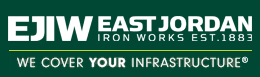 EJIW EAST JORDAN
IRON WORKS EST.1883
WE COVER YOUR INFRASTRUCTURE®